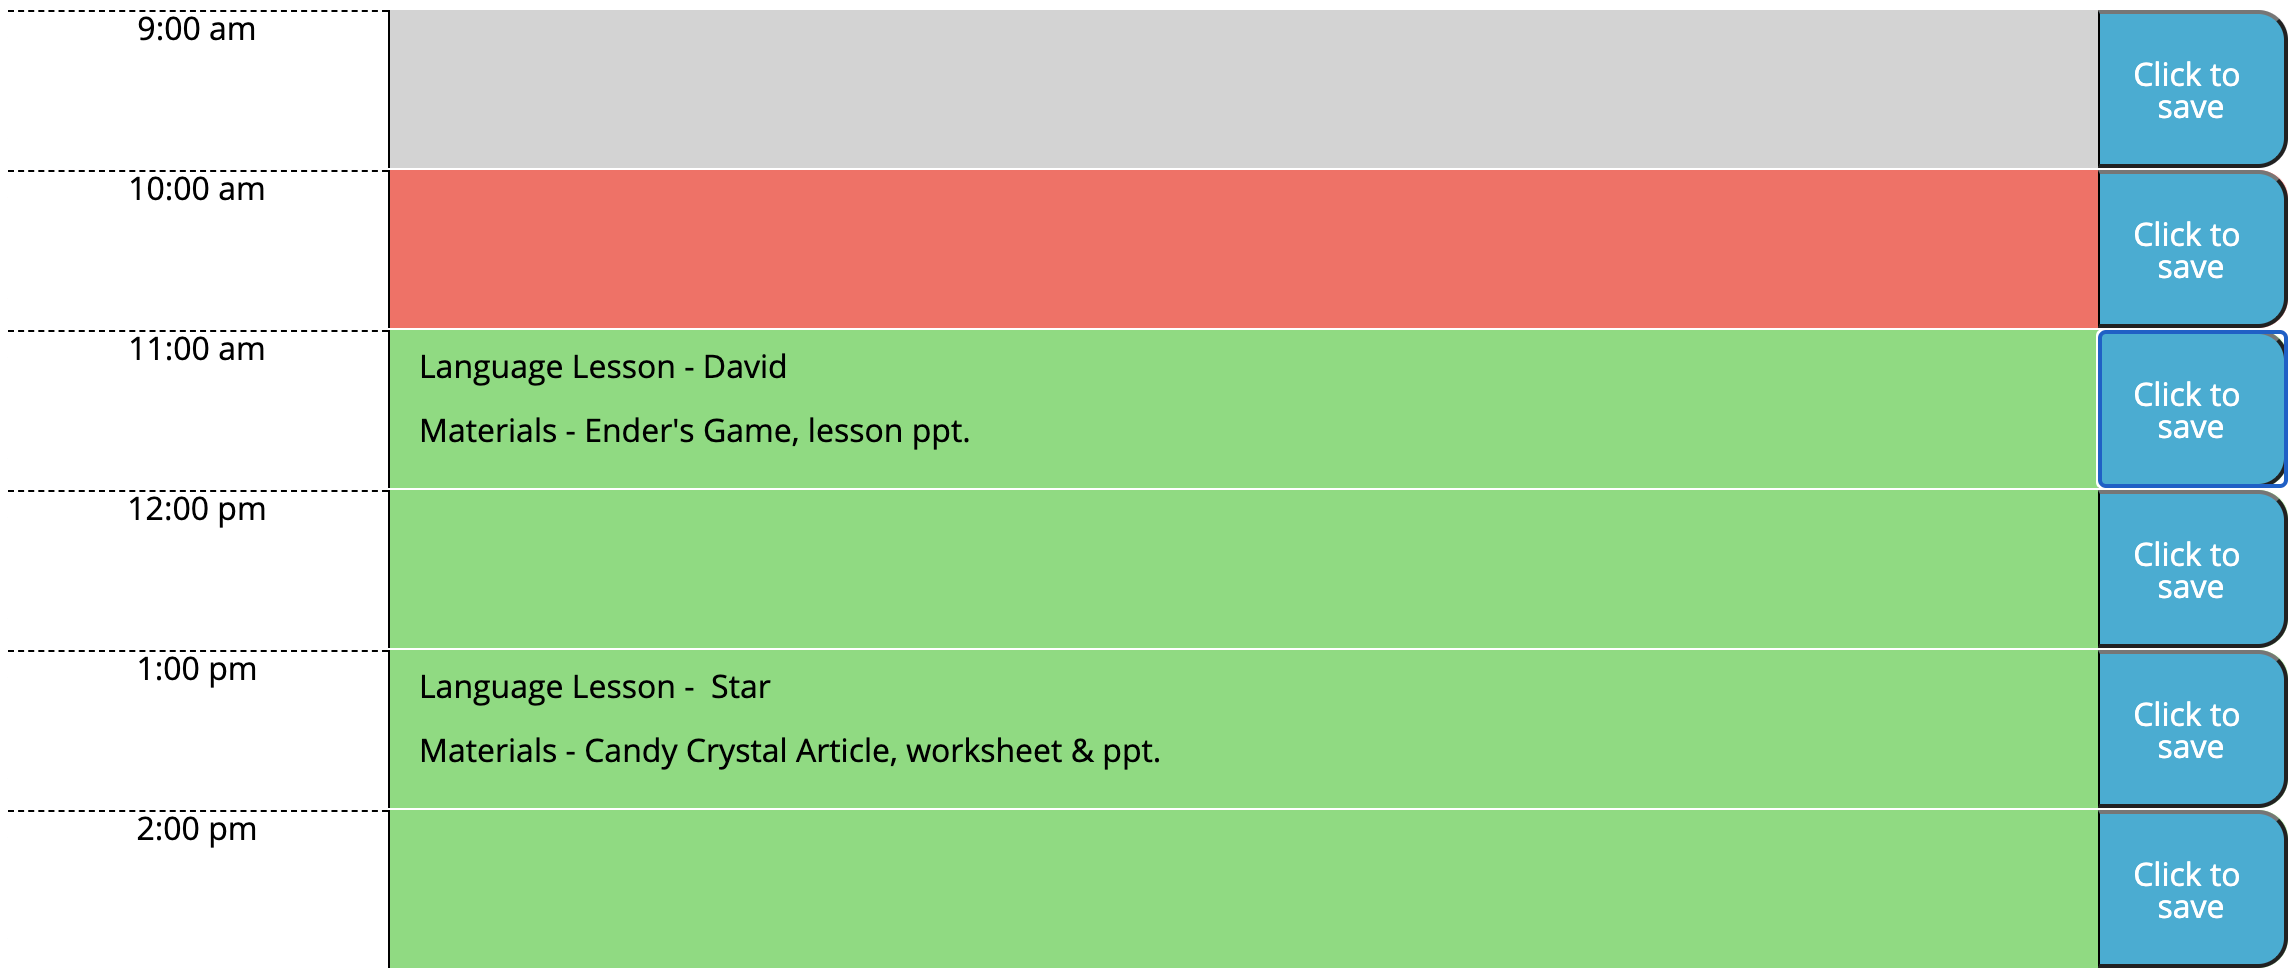 9:00 am
Click to
save
10:00 am
Click to
save
11:00 am
Language Lesson - David
Materials - Ender's Game, lesson ppt.
Click to
save
12:00 pm
Click to
save
1:00 pm
Language Lesson -  Star
Materials - Candy Crystal Article, worksheet & ppt.
Click to
save
2:00 pm
Click to
save